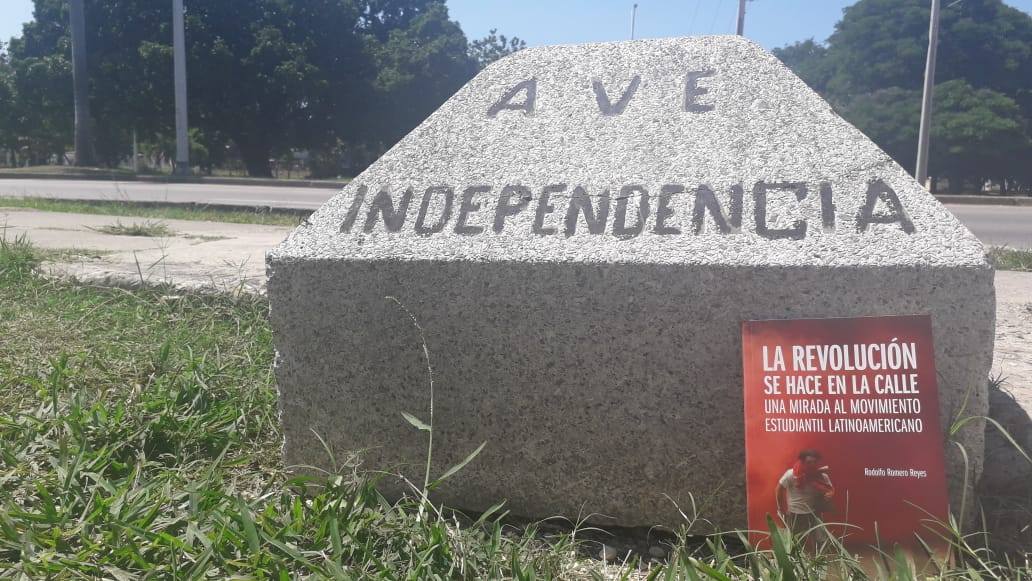 AVE
INDEPENDENCIA
LA REVOLUCIÓN
SE HACE EN LA CALLE
UNA MIRADA AL MOVIMIENTO
ESTUDIANTIL LATINOAMERICANO
Rodolfo Romero Reyes